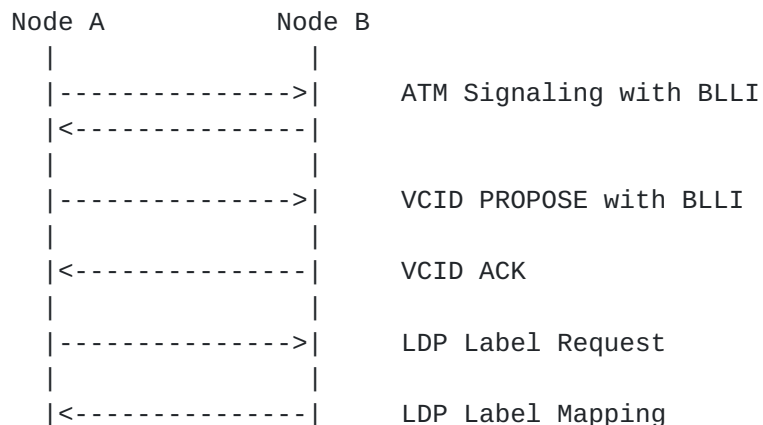 Node A           Node B
  |                |
  |--------------->|     ATM Signaling with BLLI
  |<---------------|
  |                |
  |--------------->|     VCID PROPOSE with BLLI
  |                |
  |<---------------|     VCID ACK
  |                |
  |--------------->|     LDP Label Request
  |                |
  |<---------------|     LDP Label Mapping